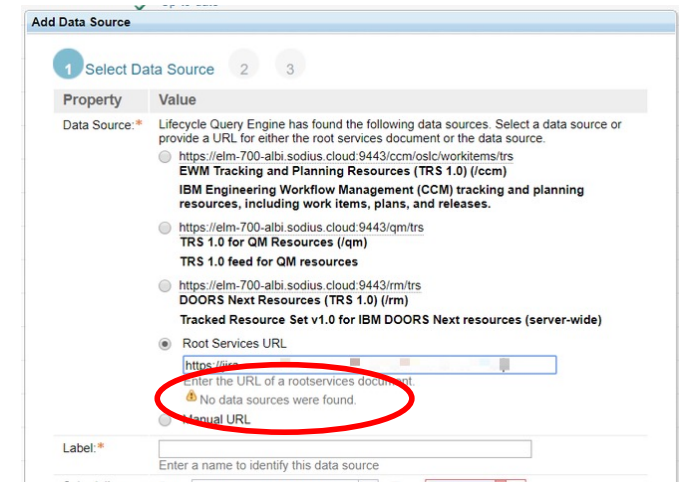 Add Data Source
1 Select Data Source 2 3
Property Value
Data Source:* Lifecycle Query Engine has found the following data sources. Select a data source or
provide a URL for either the root services document or the data source.
https://elm-700-albi.sodius.cloud:9443/ccm/oslc/workitems/trs
EWM Tracking and Planning Resources (TRS 1.0) (/ccm)
IBM Engineering Workflow Management (CCM) tracking and planning
resources, including work items, plans, and releases.
https://elm-700-albi.sodius.cloud:9443/qm/trs
TRS 1.0 for QM Resources (/qm)
TRS 1.0 feed for QM resources
https://elm-700-albi.sodius.cloud:9443/rm/trs
DOORS Next Resources (TRS 1.0) (/rm)
Tracked Resource Set v1.0 for IBM DOORS Next resources (server-wide)
Root Services URL
https://jira
Enter the URL of a rootservices document.
No data sources were found.
Manual URL
Label:*
Enter a name to identify this data source